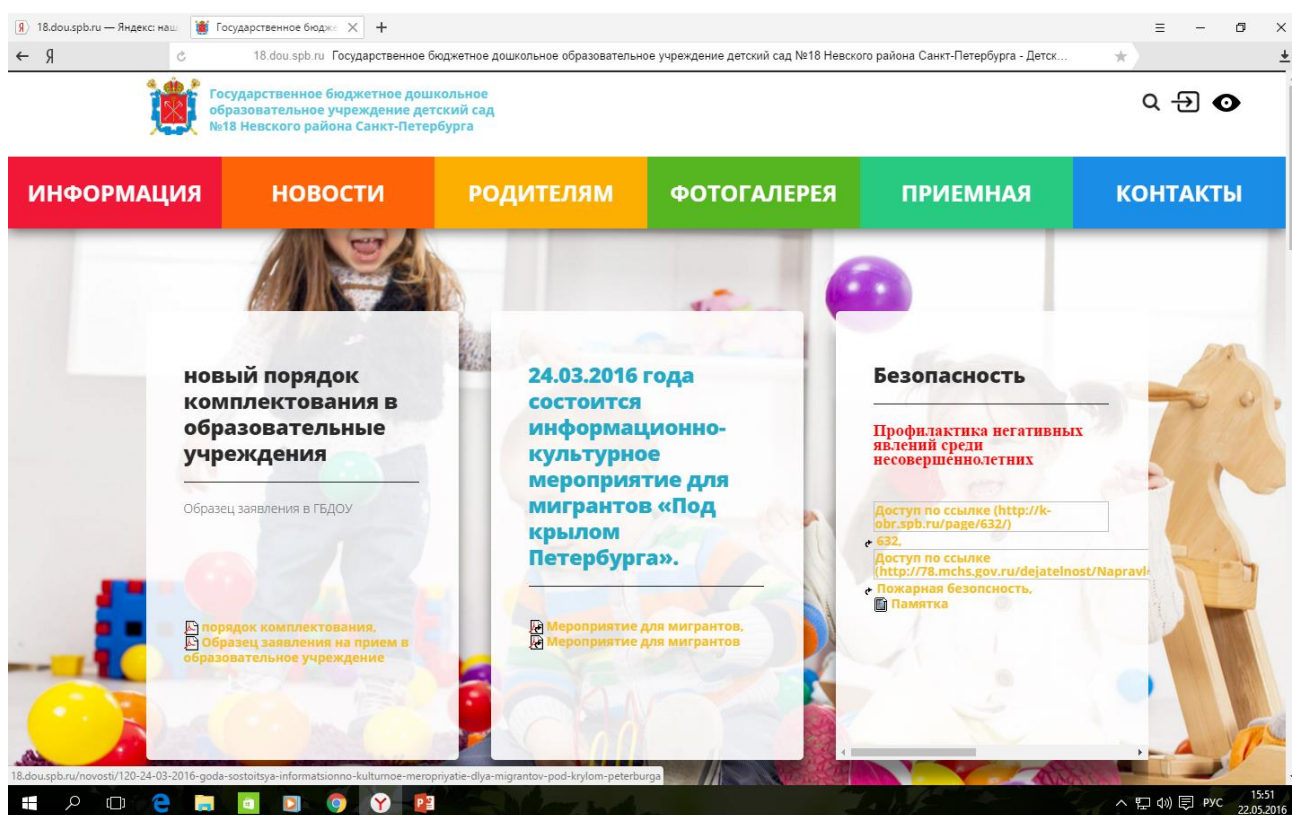 18.dou.spb.ru — Яндекс: наш
Государственное бюдже
18.dou.spb.ru Государственное бюджетное дошкольное образовательное учреждение детский сад №18 Невского района Санкт-Петербурга - Детск...
Государственное бюджетное дошкольное
образовательное учреждение детский сад
№18 Невского района Санкт-Петербурга
ИНФОРМАЦИЯ
НОВОСТИ
РОДИТЕЛЯМ
ФОТОГАЛЕРЕЯ
ПРИЕМНАЯ
КОНТАКТЫ
новый порядок
комплектования в
образовательные
учреждения
Образец заявления в ГБДОУ
порядок комплектования,
Образец заявления на прием в
образовательное учреждение
24.03.2016 года
состоится
информационно-
культурное
мероприятие для
мигрантов «Под
крылом
Петербурга».
Мероприятие для мигрантов,
Мероприятие для мигрантов
Безопасность
Профилактика негативных
явлений среди
несовершеннолетних
Доступ по ссылке (http://k-
obr.spb.ru/page/632/)
632,
Доступ по ссылке
(http://78.mchs.gov.ru/dejatelnost/Napravl
Пожарная безопсность,
Памятка
18.dou.spb.ru/novosti/120-24-03-2016-goda-sostoitsya-informatsionno-kulturnoe-meropriyatie-dlya-migrantov-pod-krylom-peterburga
РУС
15:51
22.05.2016